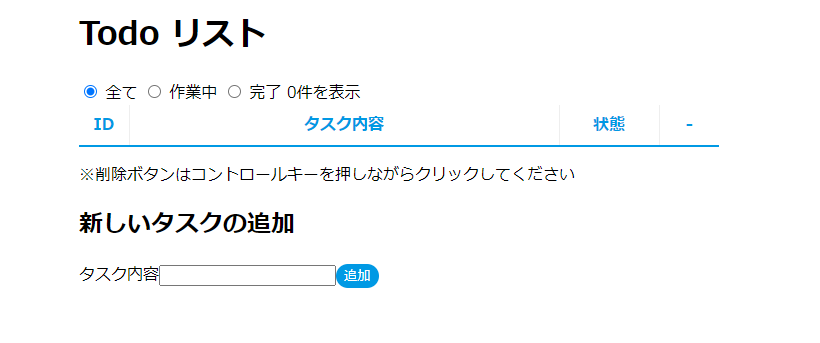 Todo リスト
全て 作業中 完了 0件を表示
ID タスク内容 状態 -
※削除ボタンはコントロールキーを押しながらクリックしてください
新しいタスクの追加
タスク内容 追加